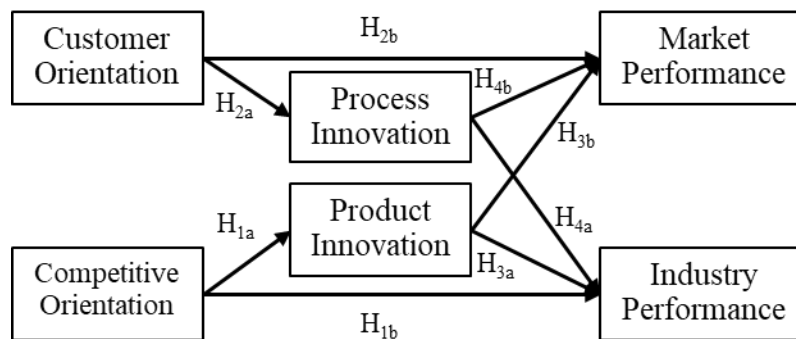 Customer
Orientation
H2b
Market
Performance
H2a
Process
Innovation
H4b
H3b
H1a
Product
Innovation
H4a
H3a
Competitive
Orientation
H1b
Industry
Performance